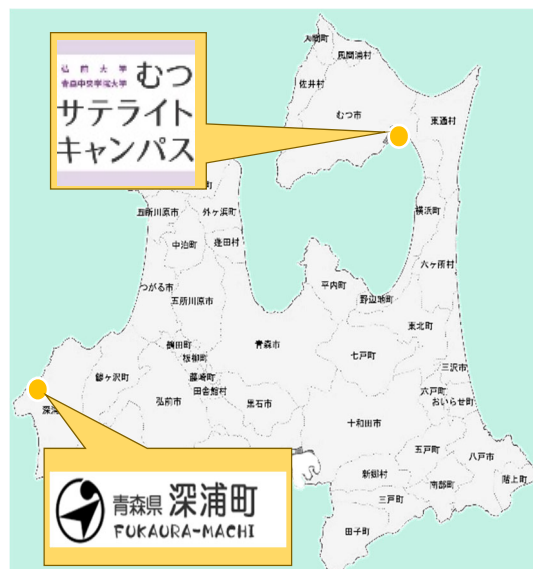 大間町
風間浦村
佐井村
むつ市
東通村
弘前大学
青森中央学院大学
むつ
サテライト
キャンパス
横浜町
五所川原市
外ヶ浜町
中泊町
蓬田村
六ヶ所村
つがる市
平内町
野辺地町
五所川原市
東北町
青森市
鶴田町
板柳町
七戸町
三沢市
鰺ヶ沢町
藤崎町
田舎館村
六戸町
おいらせ町
弘前市
黒石市
十和田市
五戸町
八戸市
新郷村
南部町
階上町
三戸町
田子町
青森県 深浦町
FUKAURA-MACHI